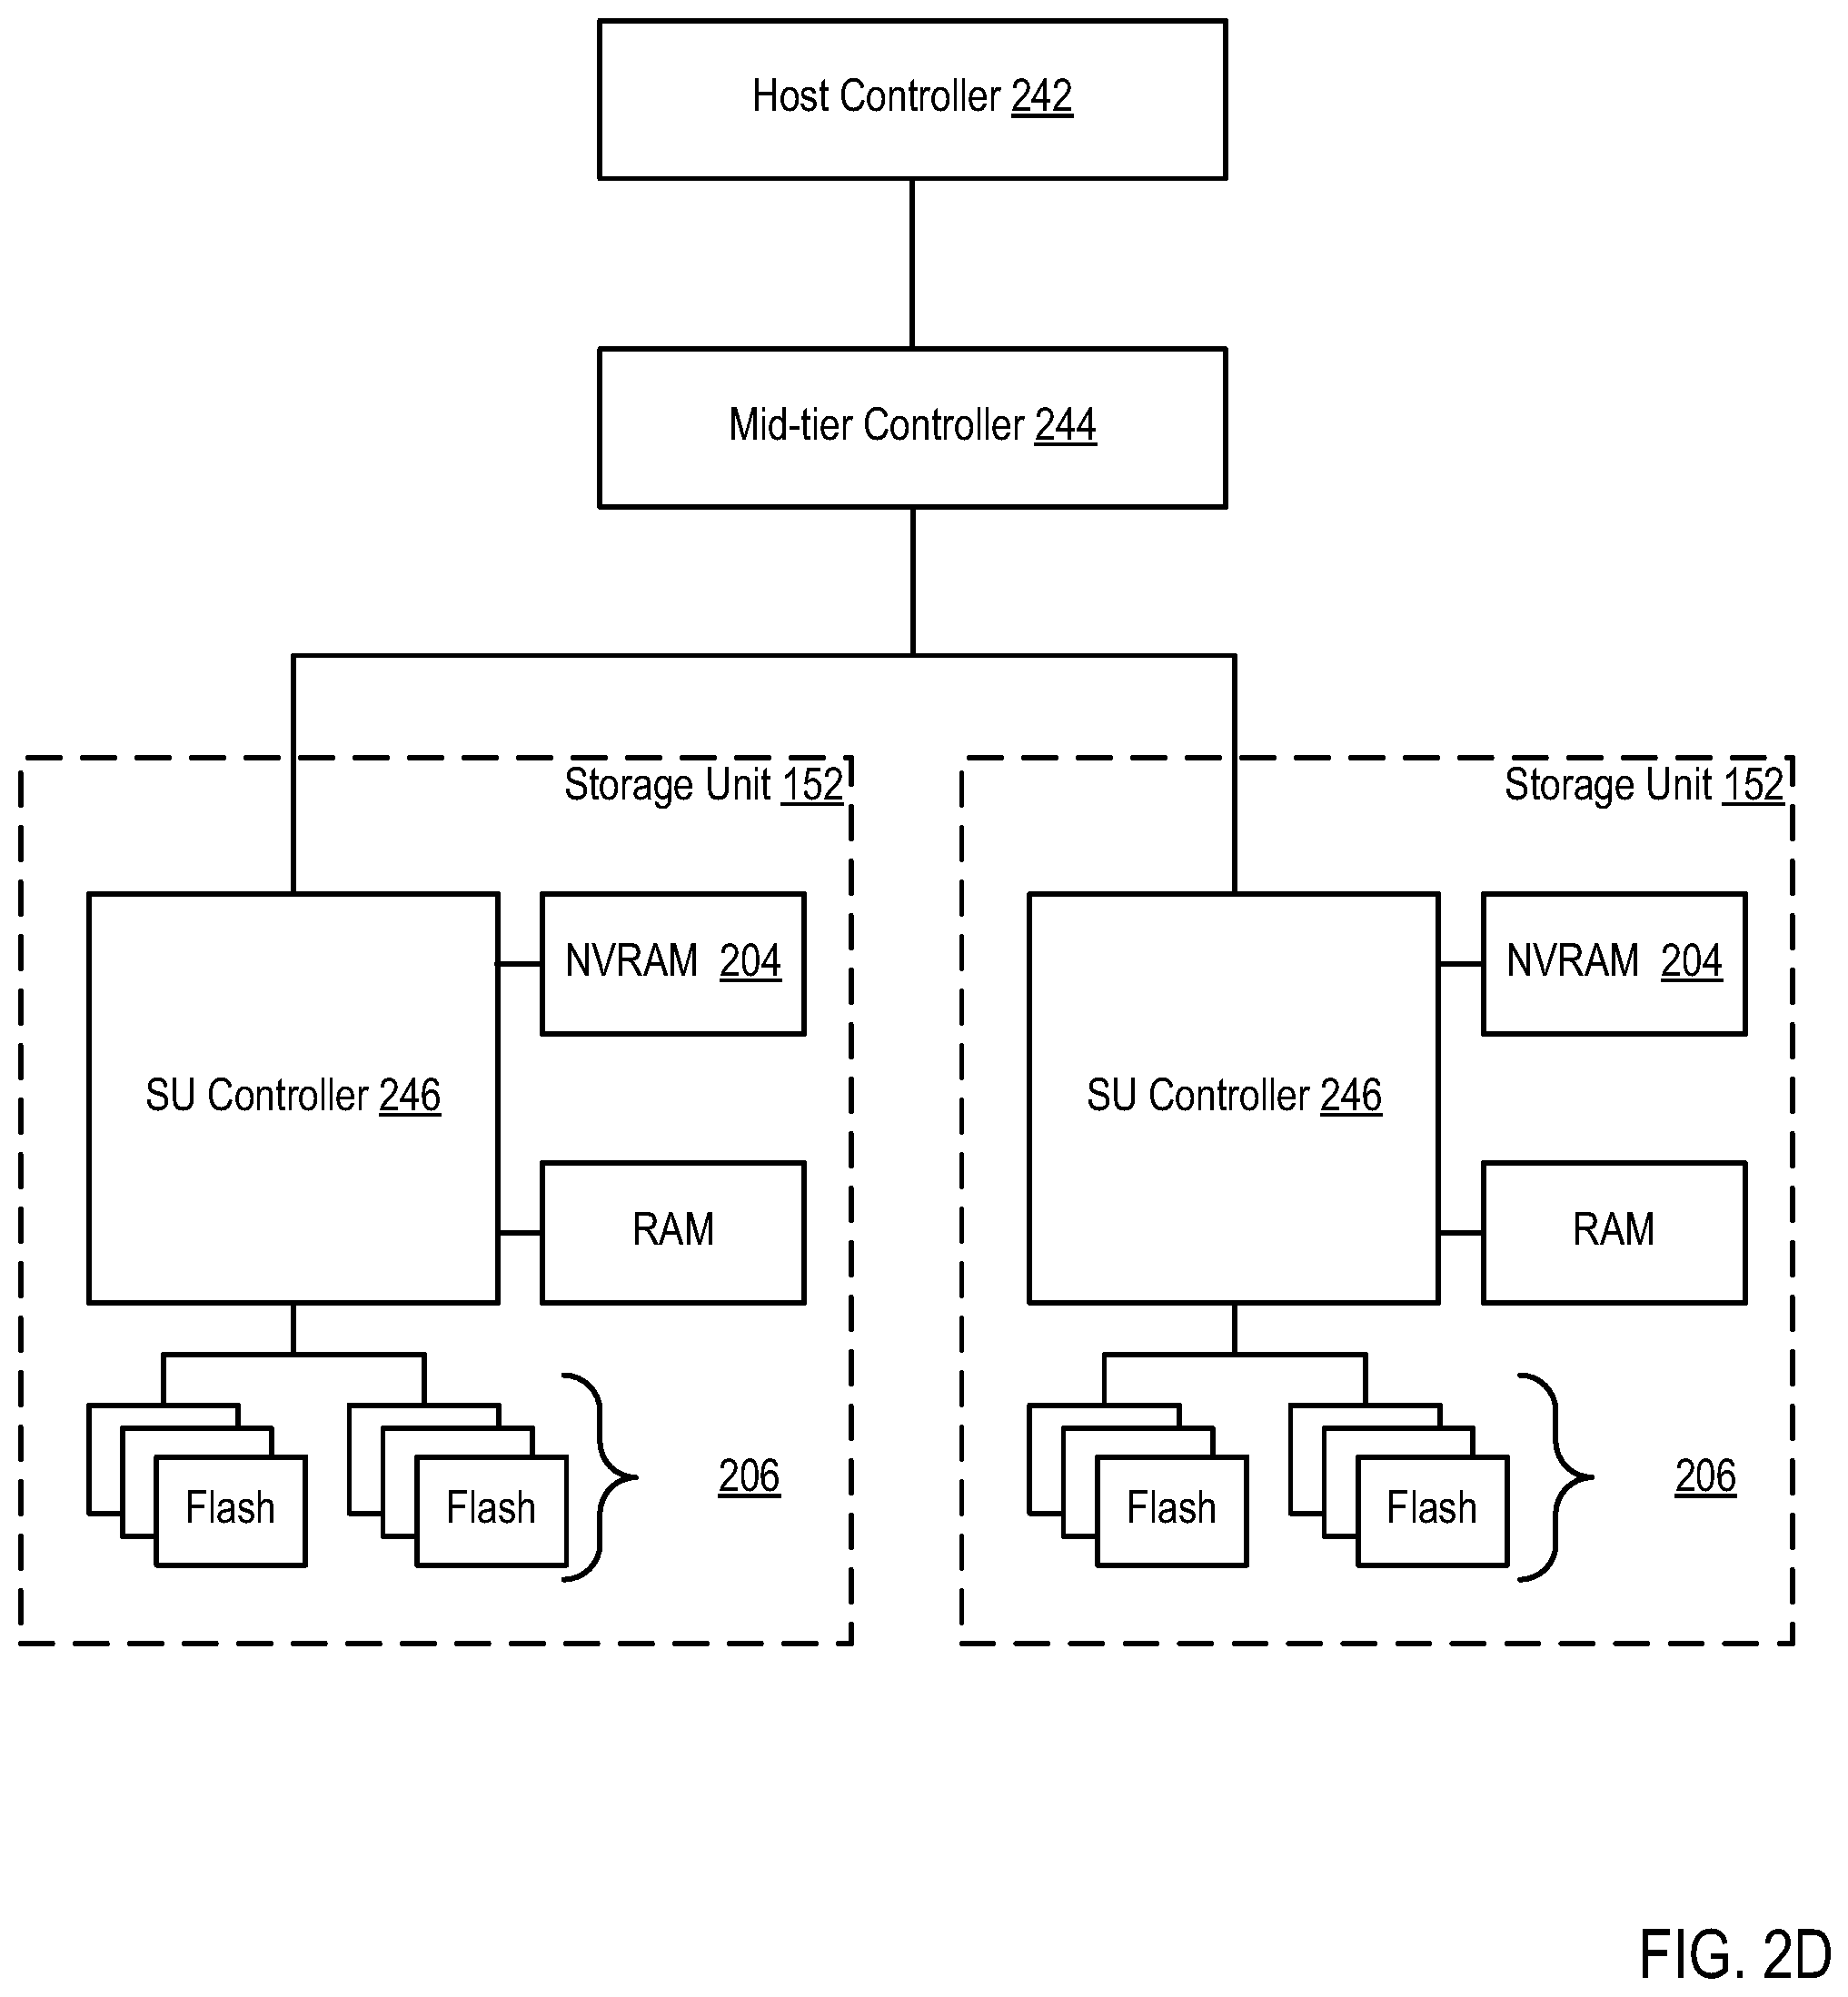 Host Controller 242
Mid-tier Controller 244
Storage Unit 152
NVRAM 204
SU Controller 246
RAM
Flash
Flash
206
Storage Unit 152
NVRAM 204
SU Controller 246
RAM
Flash
Flash
206
FIG. 2D